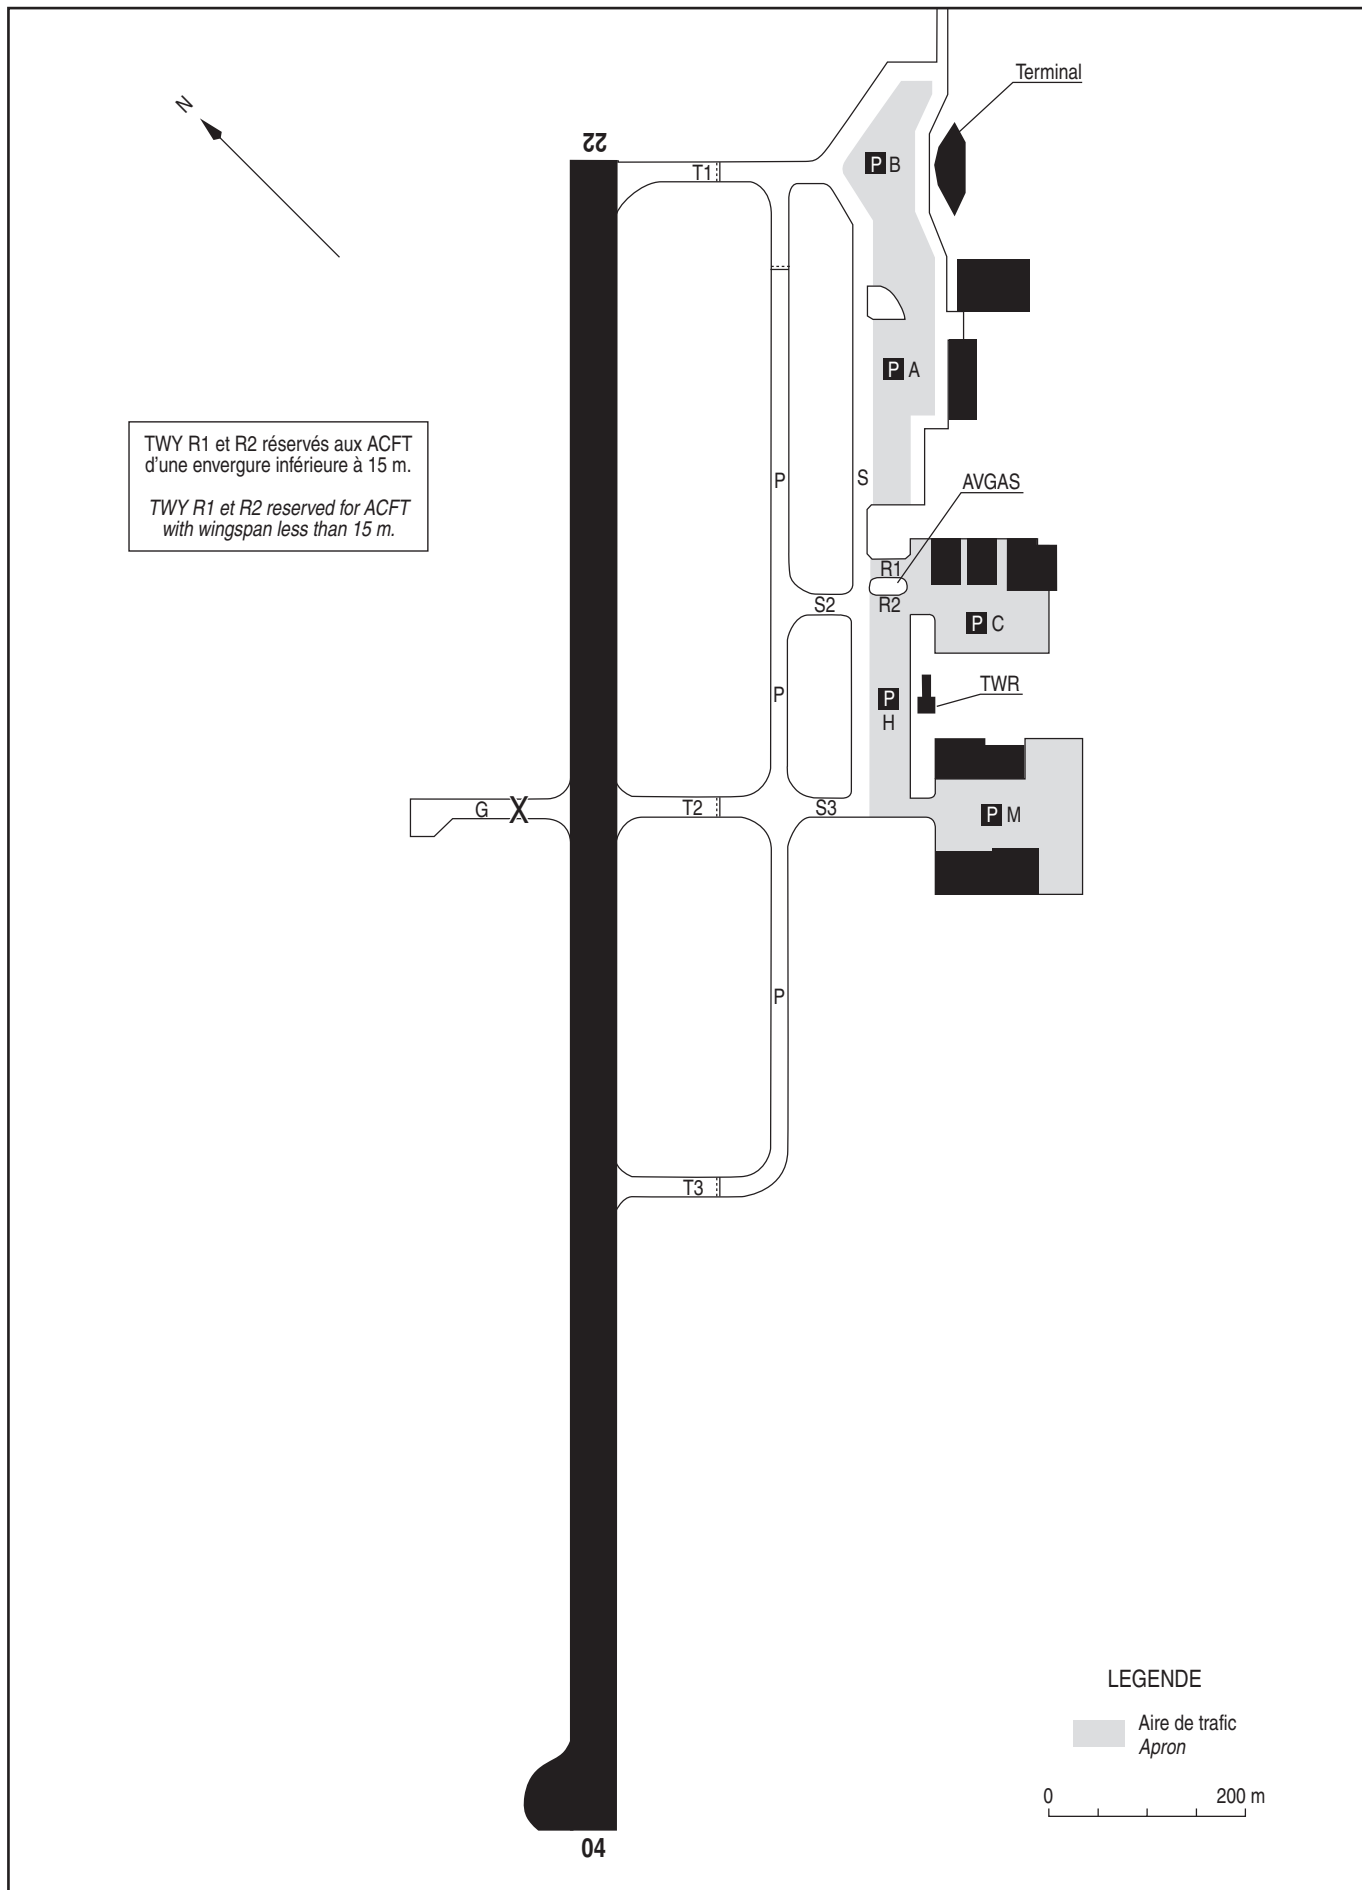 N
Terminal
22
T1
P B
P A
TWY R1 et R2 réservés aux ACFT
d'une envergure inférieure à 15 m.
TWY R1 et R2 reserved for ACFT
with wingspan less than 15 m.
P
S
AVGAS
R1
S2
R2
P C
P
P
H
TWR
G
X
T2
S3
P M
P
T3
LEGENDE
Aire de trafic
Apron
0
200 m
04